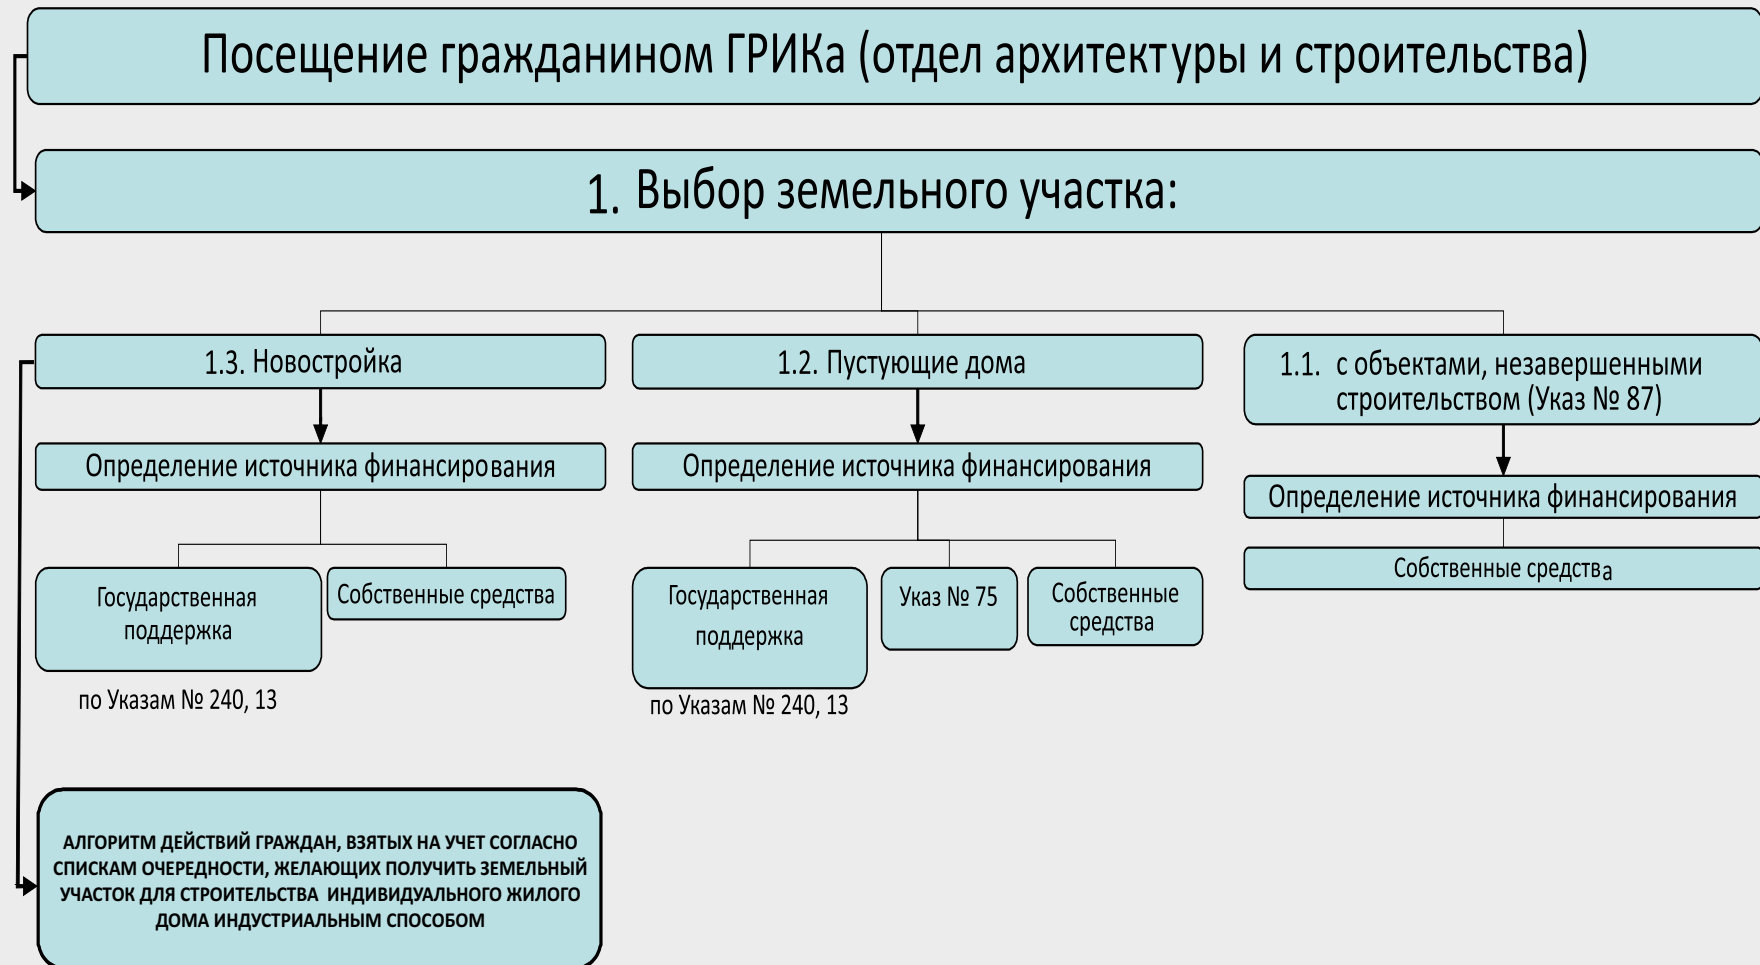 Посещение гражданином ГРИКа (отдел архитектуры и строительства)
1. Выбор земельного участка:
1.3. Новостройка
Определение источника финансирования
Государственная
поддержка
Собственные средства
по Указам № 240, 13
1.2. Пустующие дома
Определение источника финансирования
Государственная
поддержка
Указ № 75
Собственные
средства
по Указам № 240, 13
1.1. с объектами, незавершенными
строительством (Указ № 87)
Определение источника финансирования
Собственные средства
АЛГОРИТМ ДЕЙСТВИЙ ГРАЖДАН, ВЗЯТЫХ НА УЧЕТ СОГЛАСНО
СПИСКАМ ОЧЕРЕДНОСТИ, ЖЕЛАЮЩИХ ПОЛУЧИТЬ ЗЕМЕЛЬНЫЙ
УЧАСТОК ДЛЯ СТРОИТЕЛЬСТВА ИНДИВИДУАЛЬНОГО ЖИЛОГО
ДОМА ИНДУСТРИАЛЬНЫМ СПОСОБОМ